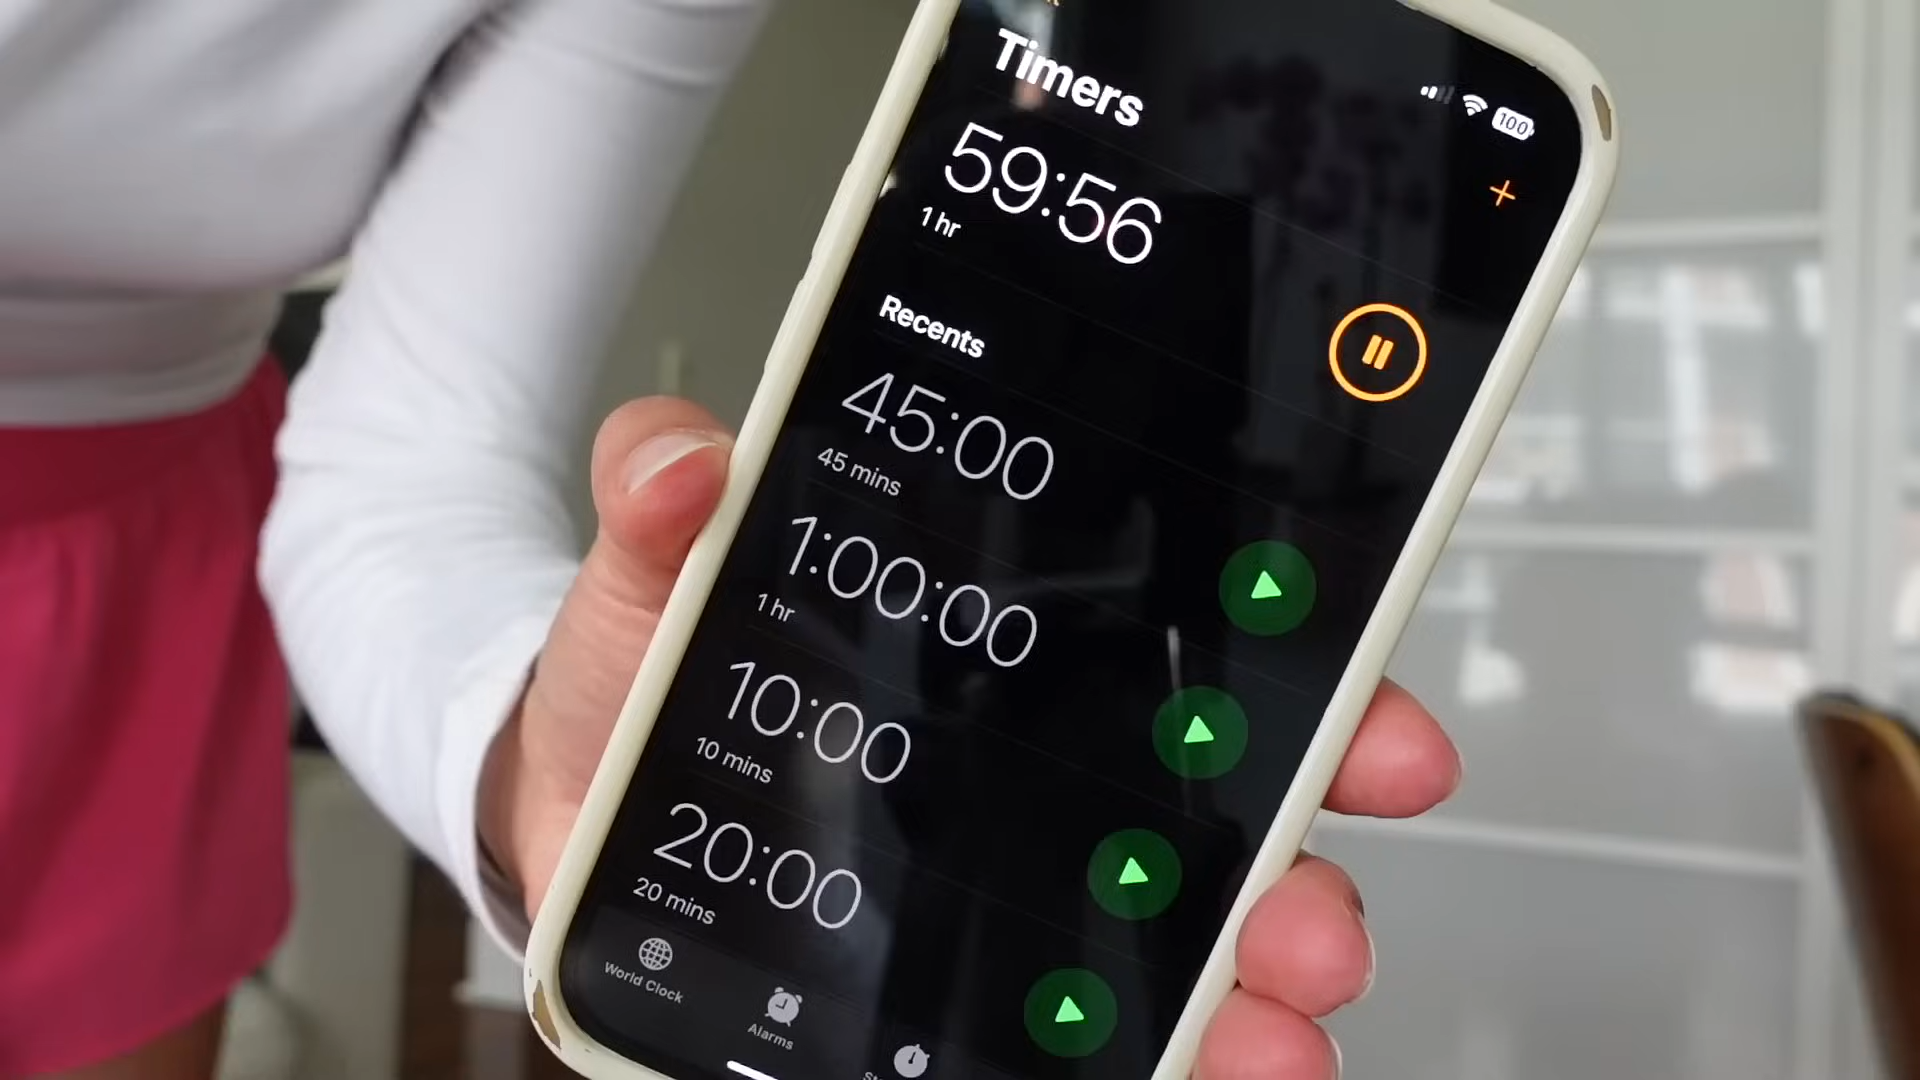 Timers
100
59:56
1 hr
Recents
45:00
45 mins
1:00:00
1 hr
10:00
10 mins
20:00
20 mins
World Clock
Alarms